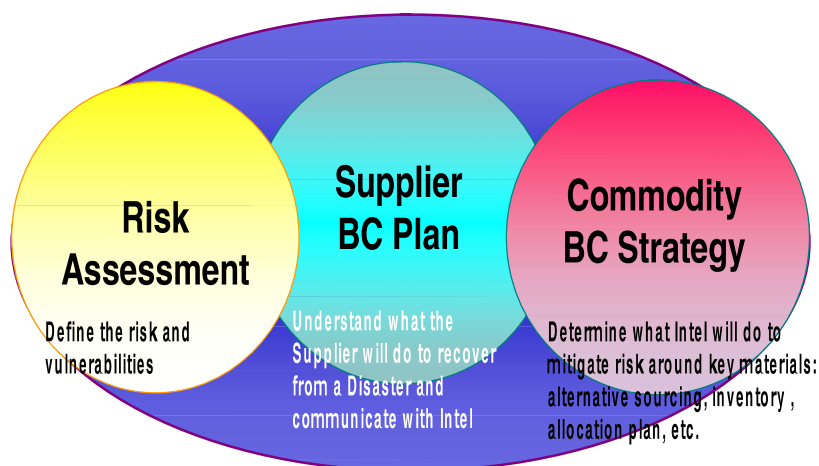 Risk
Assessment
Define the risk and
vulnerabilities
Supplier
BC Plan
Understand what the
Supplier will do to recover
from a Disaster and
communicate with Intel
Commodity
BC Strategy
Determine what Intel will do to
mitigate risk around key materials:
alternative sourcing, inventory ,
allocation plan, etc.